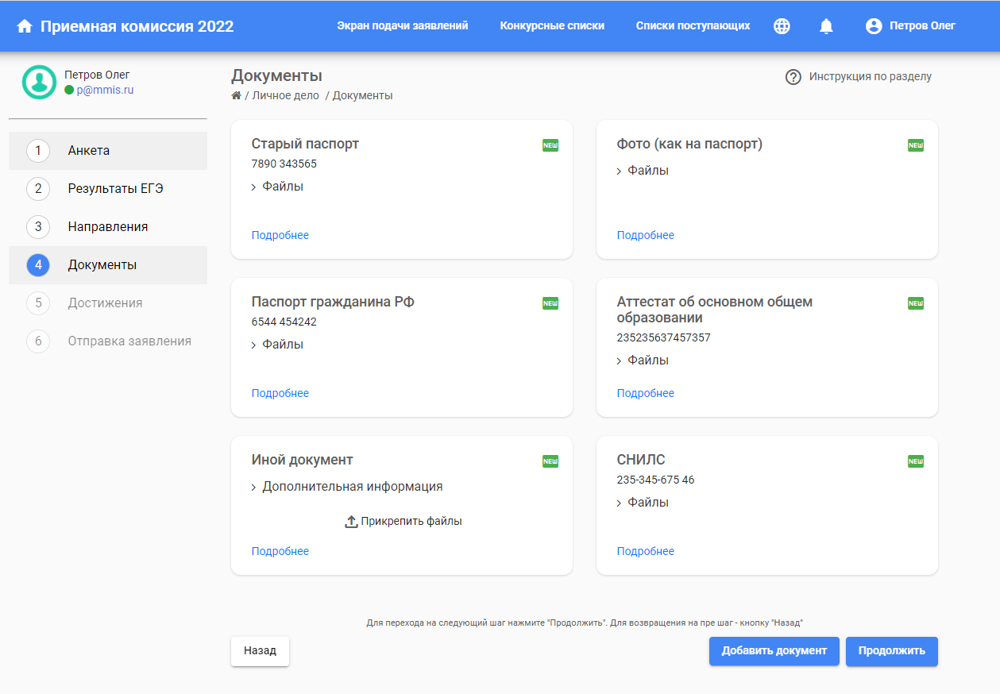 Приемная комиссия 2022
Экран подачи заявлений
Конкурсные списки
Списки поступающих
Петров Олег
Петров Олег
p@mmis.ru
1 Анкета
2 Результаты ЕГЭ
3 Направления
4 Документы
5 Достижения
6 Отправка заявления
Документы
/ Личное дело / Документы
? Инструкция по разделу
Старый паспорт
NEW
7890 343565
Файлы
Подробнее
Фото (как на паспорт)
NEW
Файлы
Подробнее
Паспорт гражданина РФ
NEW
6544 454242
Файлы
Подробнее
Аттестат об основном общем
образовании
NEW
235235637457357
Файлы
Подробнее
Иной документ
NEW
Дополнительная информация
Прикрепить файлы
Подробнее
СНИЛС
NEW
235-345-675 46
Файлы
Подробнее
Для перехода на следующий шаг нажмите "Продолжить". Для возвращения на пре шаг - кнопку "Назад"
Назад
Добавить документ
Продолжить